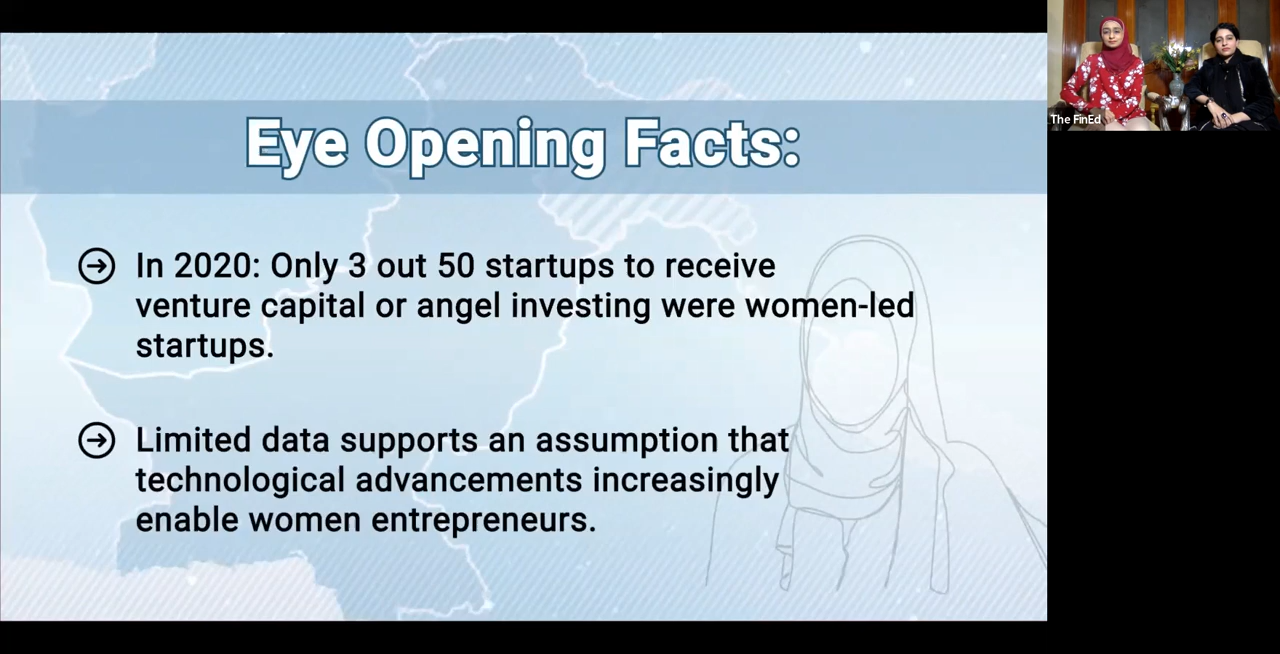 Eye Opening Facts:
In 2020: Only 3 out 50 startups to receive
venture capital or angel investing were women-led
startups.
Limited data supports an assumption that
technological advancements increasingly
enable women entrepreneurs.
The FinEd